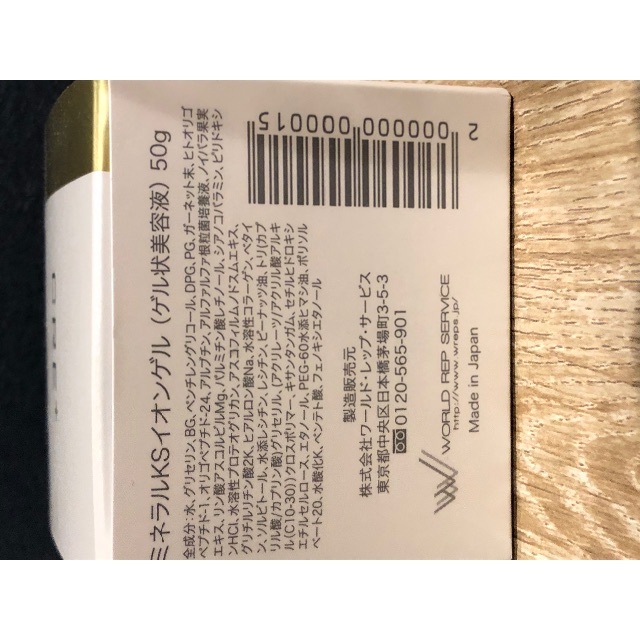 ミネラルKSイオンゲル（ゲル状美容液）50g
全成分：水、グリセリン、BG、ペンチレングリコール、DPG、PG、ガーネット末、ヒトオリゴ
ペプチド-1、オリゴペプチド-24、アルブチン、アルファルファ根粒菌培養液、ノイバラ果実
エキス、リン酸アスコルビルMg、パルミチン酸レチノール、シアノコバラミン、ピリドキシ
ンHCl、水溶性プロテオグリカン、アスコフィルムノドスムエキス、
グリチルリチン酸2K、ヒアルロン酸Na、水溶性コラーゲン、ベタイ
ン、ソルビトール、水添レシチン、レシチン、ピーナッツ油、トリ(カプ
リル酸/カプリン酸)グリセリル、(アクリレーツ/アクリル酸アルキ
ル(C10-30))クロスポリマー、キサンタンガム、セチルヒドロキシ
エチルセルロース、エタノール、PEG-60水添ヒマシ油、ポリソル
ベート20、水酸化K、ペンテト酸、フェノキシエタノール
製造販売元
株式会社ワールド・レップ・サービス
東京都中央区日本橋茅場町3-5-3
0120-565-901
WORLD REP SERVICE
http://www.wreps.jp/
Made in Japan
2 000000 000015